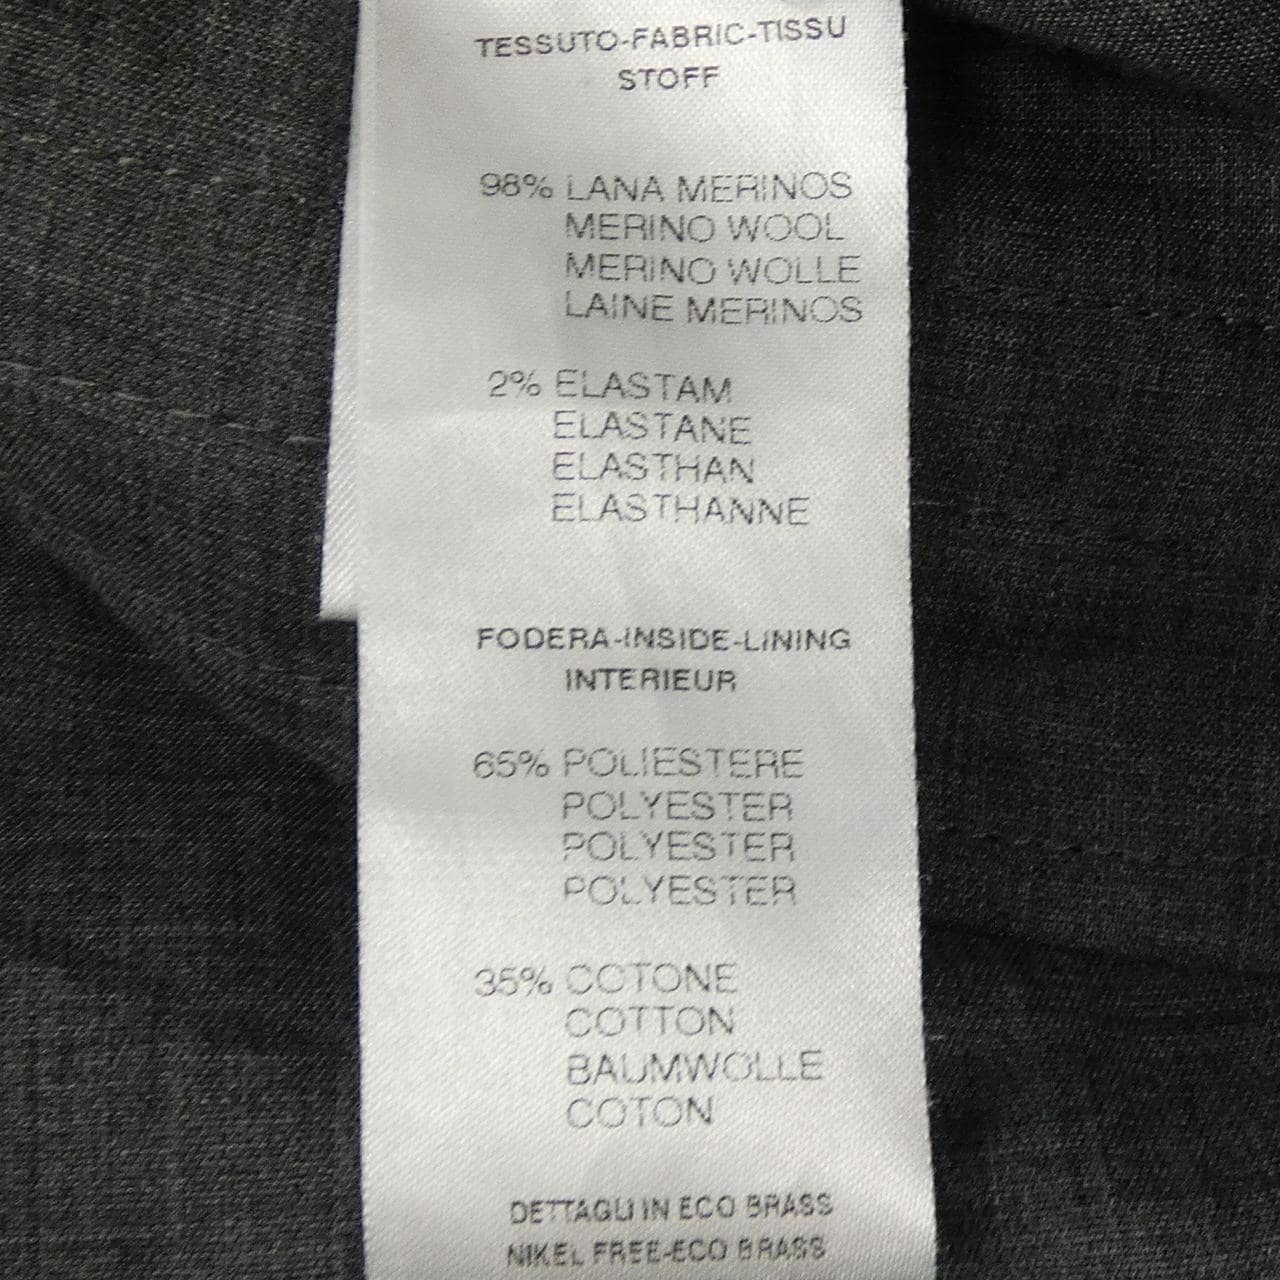 TESSUTO-FABRIC-TISSU
STOFF
98% LANA MERINOS
MERINO WOOL
MERINO WOLLE
LAINE MERINOS
2% ELASTAM
ELASTANE
ELASTHAN
ELASTHANNE
FODERA-INSIDE-LINING
INTERIEUR
65% POLIESTERE
POLYESTER
POLYESTER
POLYESTER
35% COTONE
COTTON
BAUMWOLLE
COTON
DETTAGLI IN ECO BRASS
NIKEL FREE-ECO BRASS